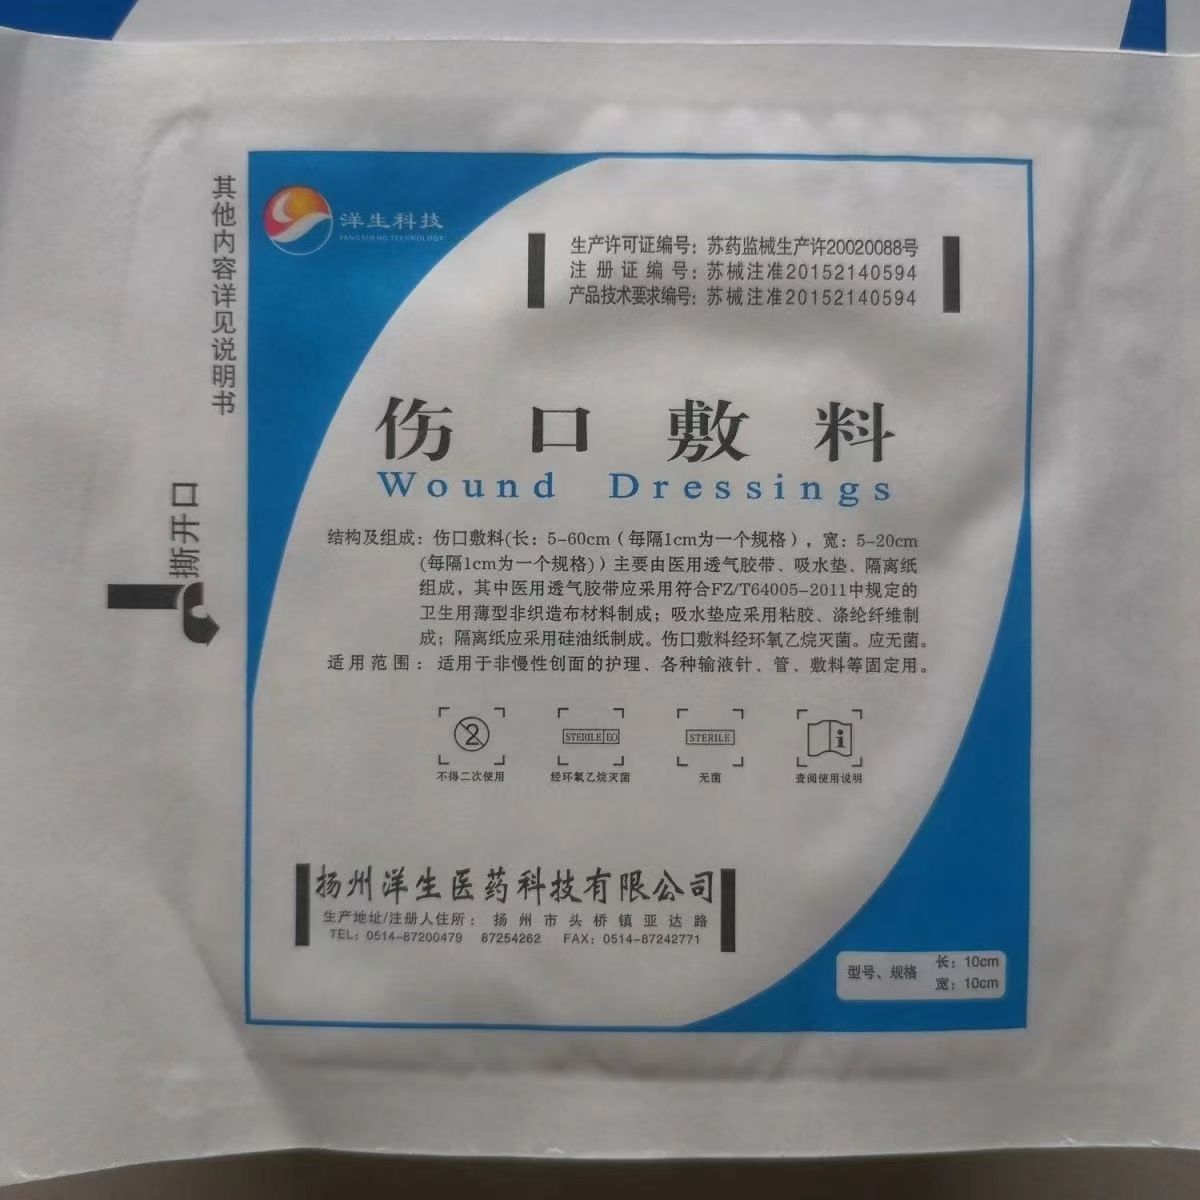 其他内容详见说明书
撕开口
洋生科技
YANGSHENG TECHNOLOGY
生产许可证编号：苏药监械生产许20020088号
注册证编号：苏械注准20152140594
产品技术要求编号：苏械注准20152140594
伤口敷料
Wound Dressings
结构及组成：伤口敷料(长：5-60cm（每隔1cm为一个规格），宽：5-20cm
(每隔1cm为一个规格)）主要由医用透气胶带、吸水垫、隔离纸
组成，其中医用透气胶带应采用符合FZ/T64005-2011中规定的
卫生用薄型非织造布材料制成；吸水垫应采用粘胶、涤纶纤维制
成；隔离纸应采用硅油纸制成。伤口敷料经环氧乙烷灭菌。应无菌。
适用范围：适用于非慢性创面的护理、各种输液针、管、敷料等固定用。
2 STERILE EO STERILE i
不得二次使用 经环氧乙烷灭菌 无菌 查阅使用说明
扬州洋生医药科技有限公司
生产地址/注册人住所：扬州市头桥镇亚达路
TEL：0514-87200479 87254262 FAX：0514-87242771
型号、规格 长：10cm
宽：10cm